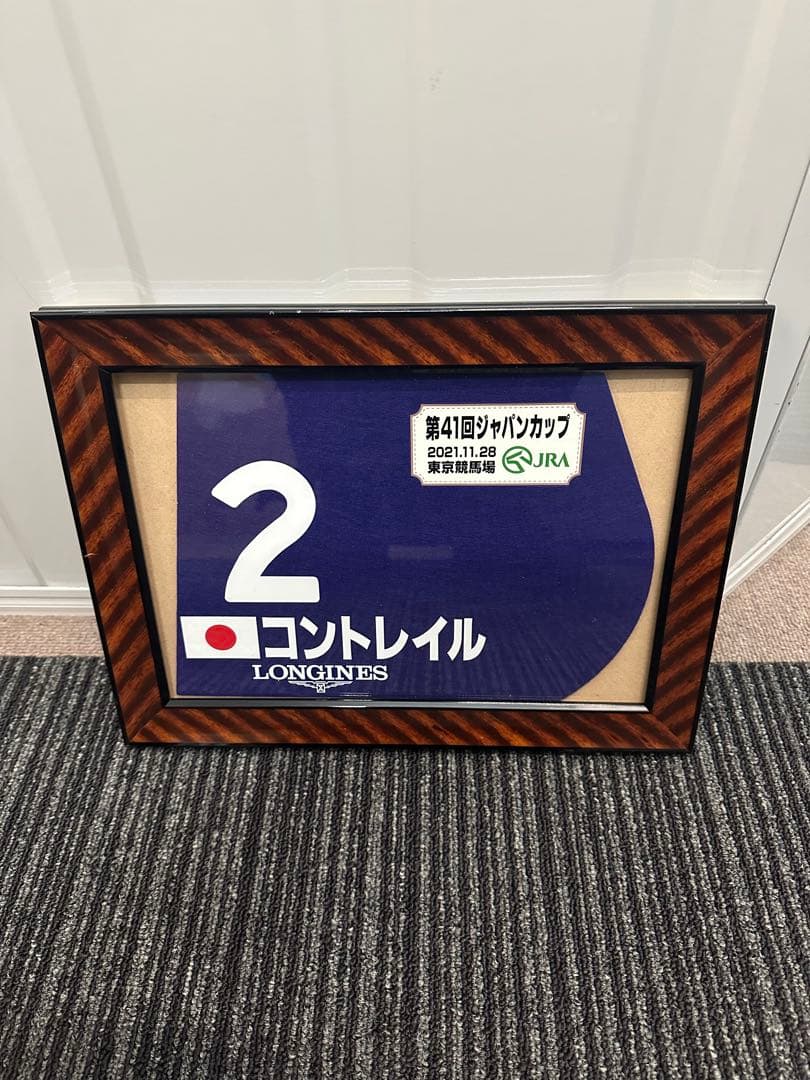 第41回ジャパンカップ
2021.11.28
東京競馬場
JRA
2
コントレイル
LONGINES